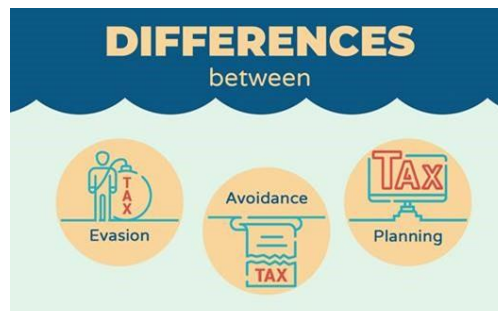 DIFFERENCES
between
TAX
Evasion
Avoidance
TAX
TAX
Planning